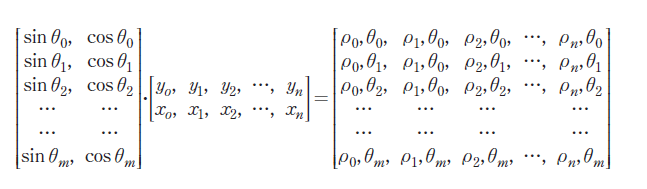 sin θ₀, cos θ₀ ρ₀,θ₀, ρ₁,θ₀, ρ₂,θ₀, ⋯, ρₙ,θ₀
sin θ₁, cos θ₁ ρ₀,θ₁, ρ₁,θ₀, ρ₂,θ₁, ⋯, ρₙ,θ₁
sin θ₂, cos θ₂ · yₒ, y₁, y₂, ⋯, yₙ = ρ₀,θ₂, ρ₁,θ₀, ρ₂,θ₂, ⋯, ρₙ,θ₂
⋯ ⋯ xₒ, x₁, x₂, ⋯, xₙ ⋯ ⋯ ⋯ ⋯
⋯ ⋯ ⋯ ⋯ ⋯ ⋯
sin θₘ, cos θₘ ρ₀,θₘ, ρ₁,θₘ, ρ₂,θₘ, ⋯, ρₙ,θₘ